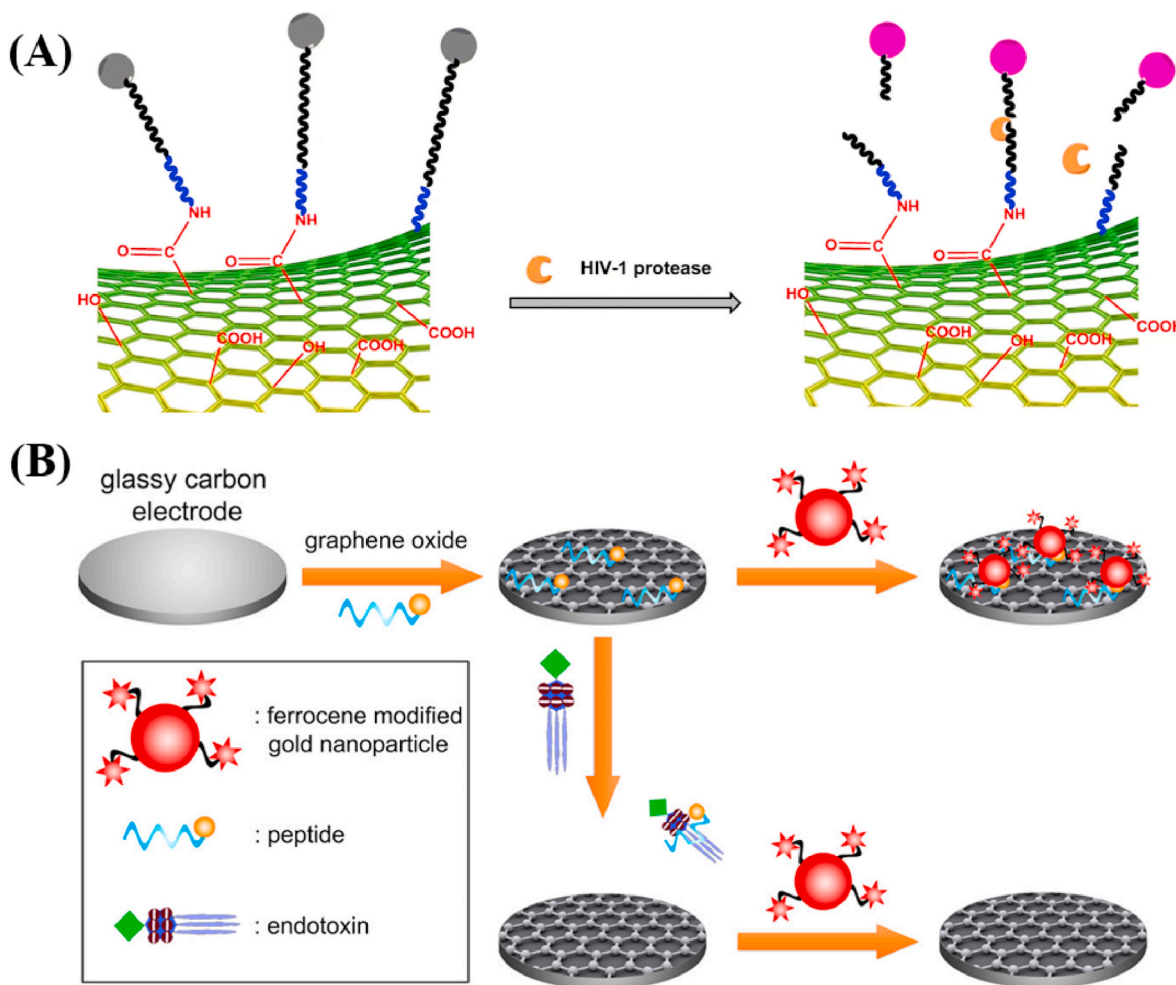 (A)
NH
O
C
HO
COOH
OH
COOH
COOH
NH
O
C
HIV-1 protease
NH
O
C
HO
COOH
OH
COOH
COOH
NH
O
C
(B)
glassy carbon
electrode
graphene oxide
: ferrocene modified
gold nanoparticle
: peptide
: endotoxin